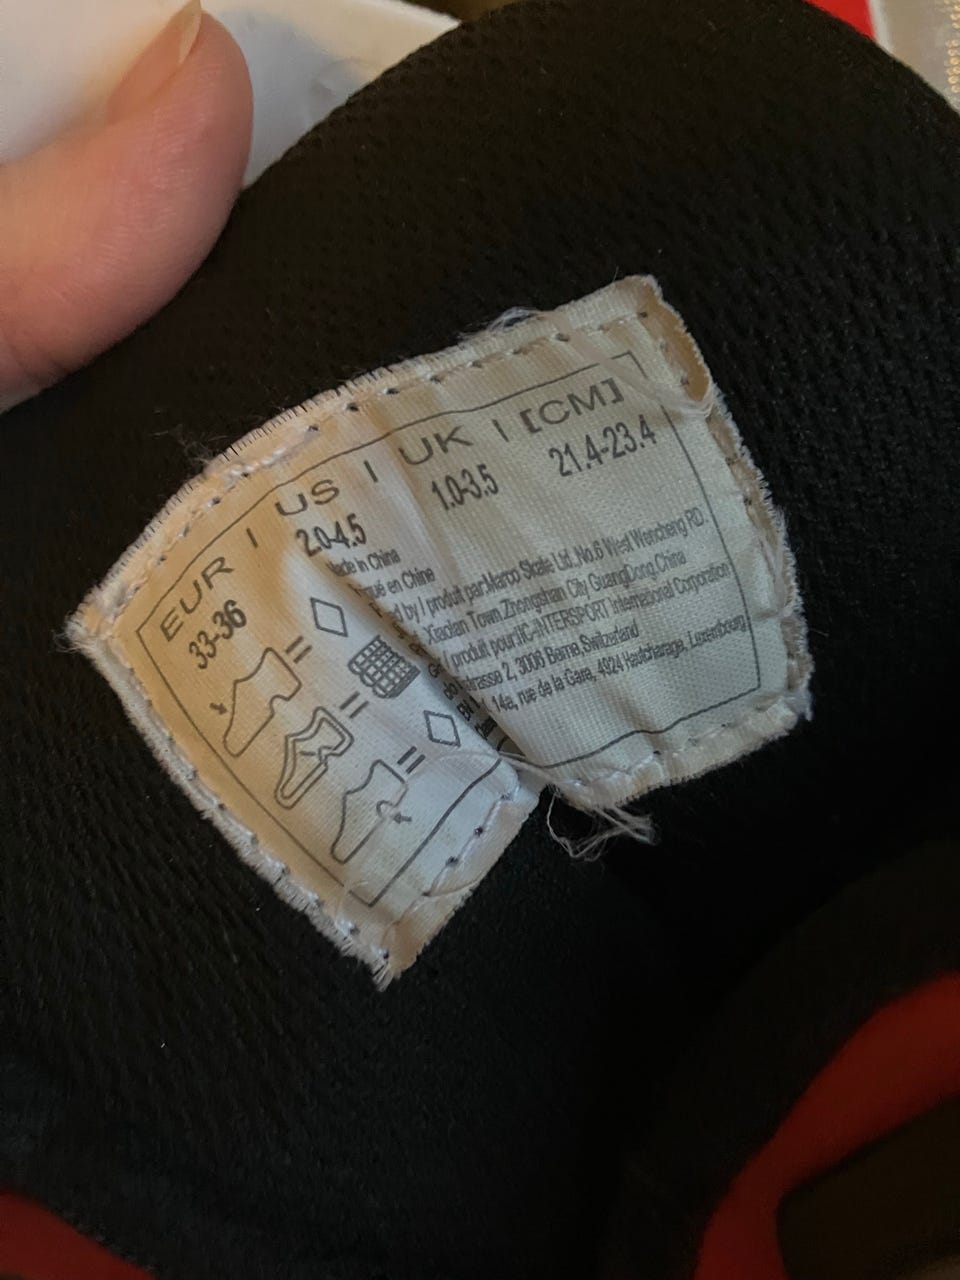 EUR | US | UK | [CM]
33-36 2.0-4.5 1.0-3.5 21.4-23.4
Made in China
en Chine
by / produit par:Marco Skate Ltd.,No.6 West Wencheng RD.
Xiaolan Town.Zhongshan City GuangDong.China
/ produit pour:IIC-INTERSPORT International Corporation
strasse 2, 3006 Berne,Switzerland
14a, rue de la Gare, 4924 Hautcharage, Luxembourg
EN